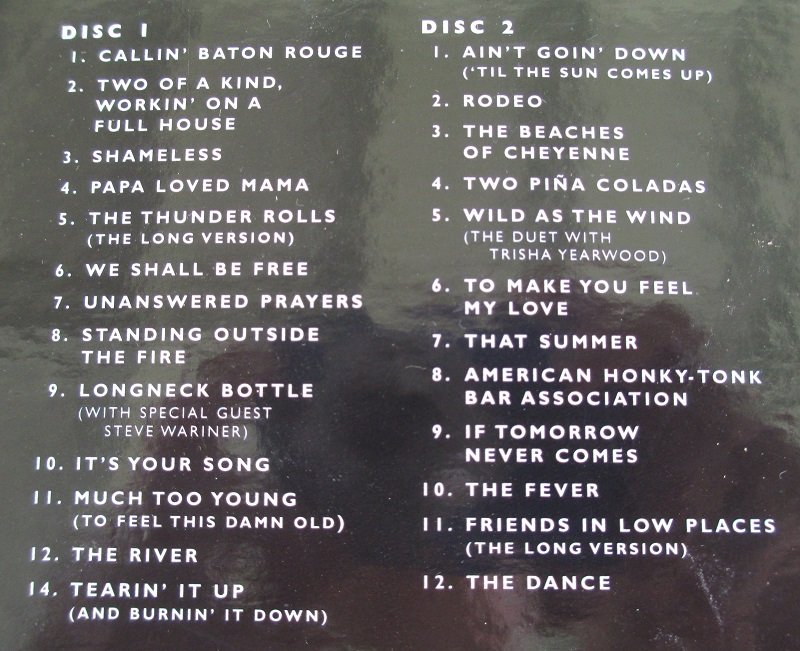 DISC 1
1. CALLIN' BATON ROUGE
2. TWO OF A KIND,
WORKIN' ON A
FULL HOUSE
3. SHAMELESS
4. PAPA LOVED MAMA
5. THE THUNDER ROLLS
(THE LONG VERSION)
6. WE SHALL BE FREE
7. UNANSWERED PRAYERS
8. STANDING OUTSIDE
THE FIRE
9. LONGNECK BOTTLE
(WITH SPECIAL GUEST
STEVE WARINER)
10. IT'S YOUR SONG
11. MUCH TOO YOUNG
(TO FEEL THIS DAMN OLD)
12. THE RIVER
14. TEARIN' IT UP
(AND BURNIN' IT DOWN)
DISC 2
1. AIN'T GOIN' DOWN
('TIL THE SUN COMES UP)
2. RODEO
3. THE BEACHES
OF CHEYENNE
4. TWO PIÑA COLADAS
5. WILD AS THE WIND
(THE DUET WITH
TRISHA YEARWOOD)
6. TO MAKE YOU FEEL
MY LOVE
7. THAT SUMMER
8. AMERICAN HONKY-TONK
BAR ASSOCIATION
9. IF TOMORROW
NEVER COMES
10. THE FEVER
11. FRIENDS IN LOW PLACES
(THE LONG VERSION)
12. THE DANCE